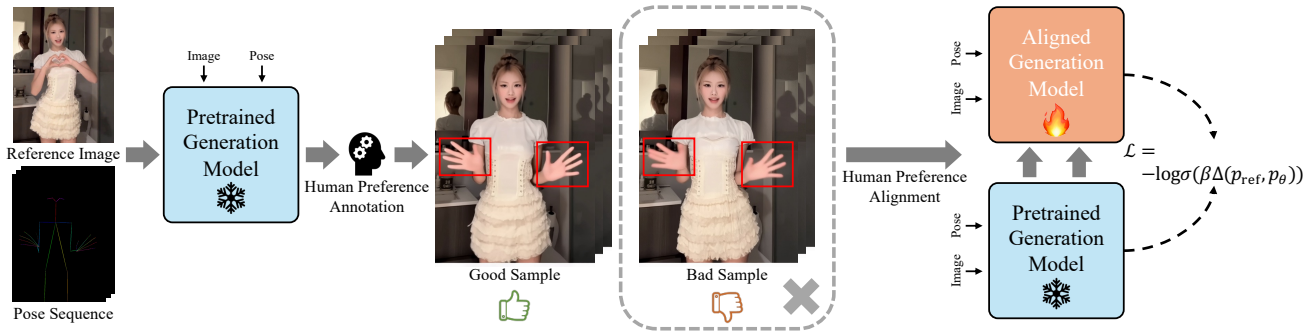 Reference Image
Pose Sequence
Image
Pose
Pretrained
Generation
Model
Human Preference
Annotation
Good Sample
Bad Sample
Human Preference
Alignment
Pose
Image
Aligned
Generation
Model
Pose
Image
Pretrained
Generation
Model
ℒ =
−logσ(βΔ(p_ref, p_θ))